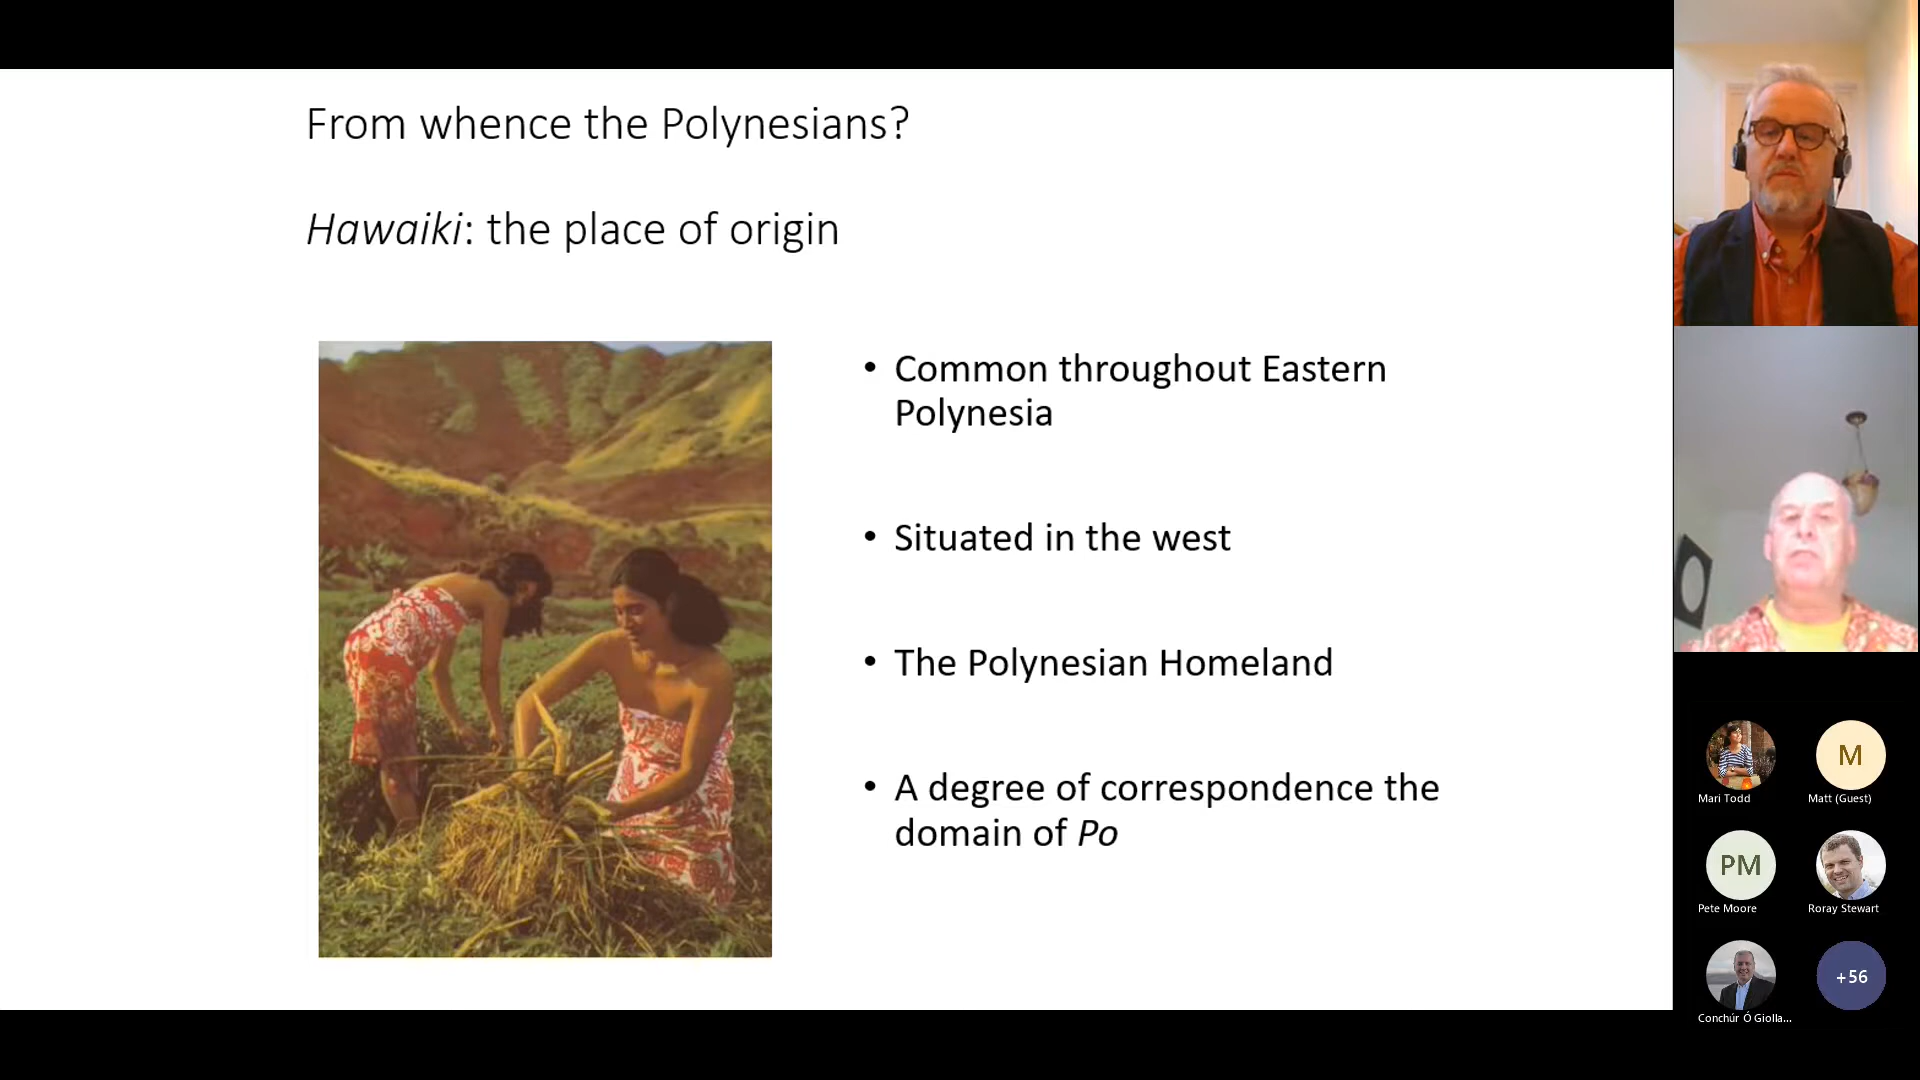 From whence the Polynesians?
Hawaiki: the place of origin
• Common throughout Eastern
Polynesia
• Situated in the west
• The Polynesian Homeland
• A degree of correspondence the
domain of Po
Mari Todd
M
Matt (Guest)
PM
Pete Moore
Roray Stewart
Conchúr Ó Giolla...
+56